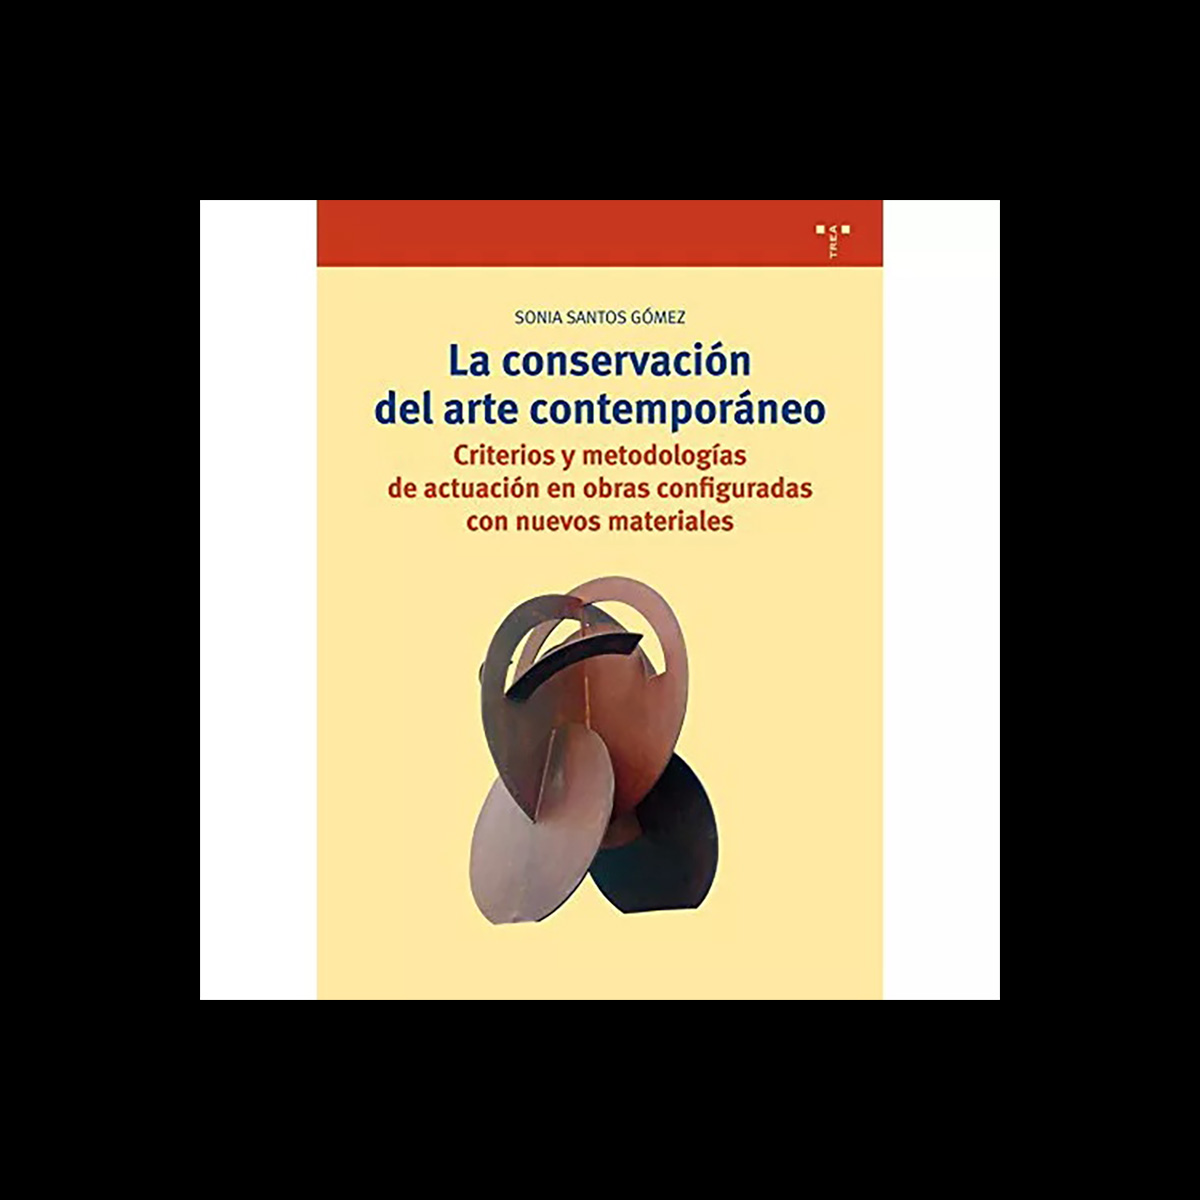 TREA
SONIA SANTOS GÓMEZ
La conservación
del arte contemporáneo
Criterios y metodologías
de actuación en obras configuradas
con nuevos materiales